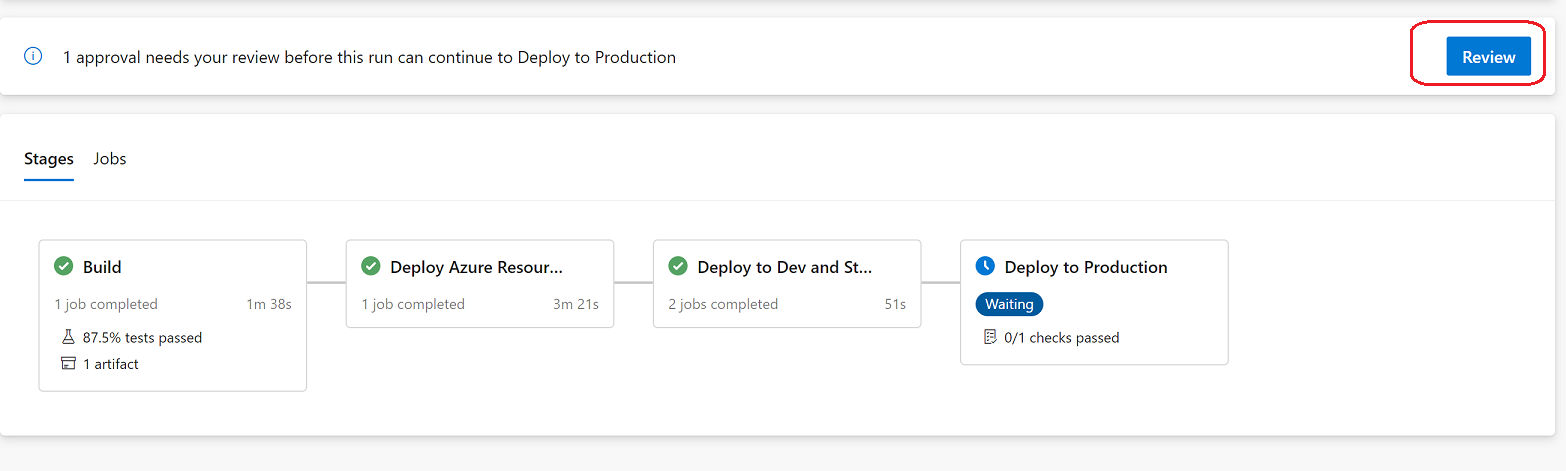 1 approval needs your review before this run can continue to Deploy to Production
Review
Stages Jobs
Build
1 job completed 1m 38s
87.5% tests passed
1 artifact
Deploy Azure Resour...
1 job completed 3m 21s
Deploy to Dev and St...
2 jobs completed 51s
Deploy to Production
Waiting
0/1 checks passed